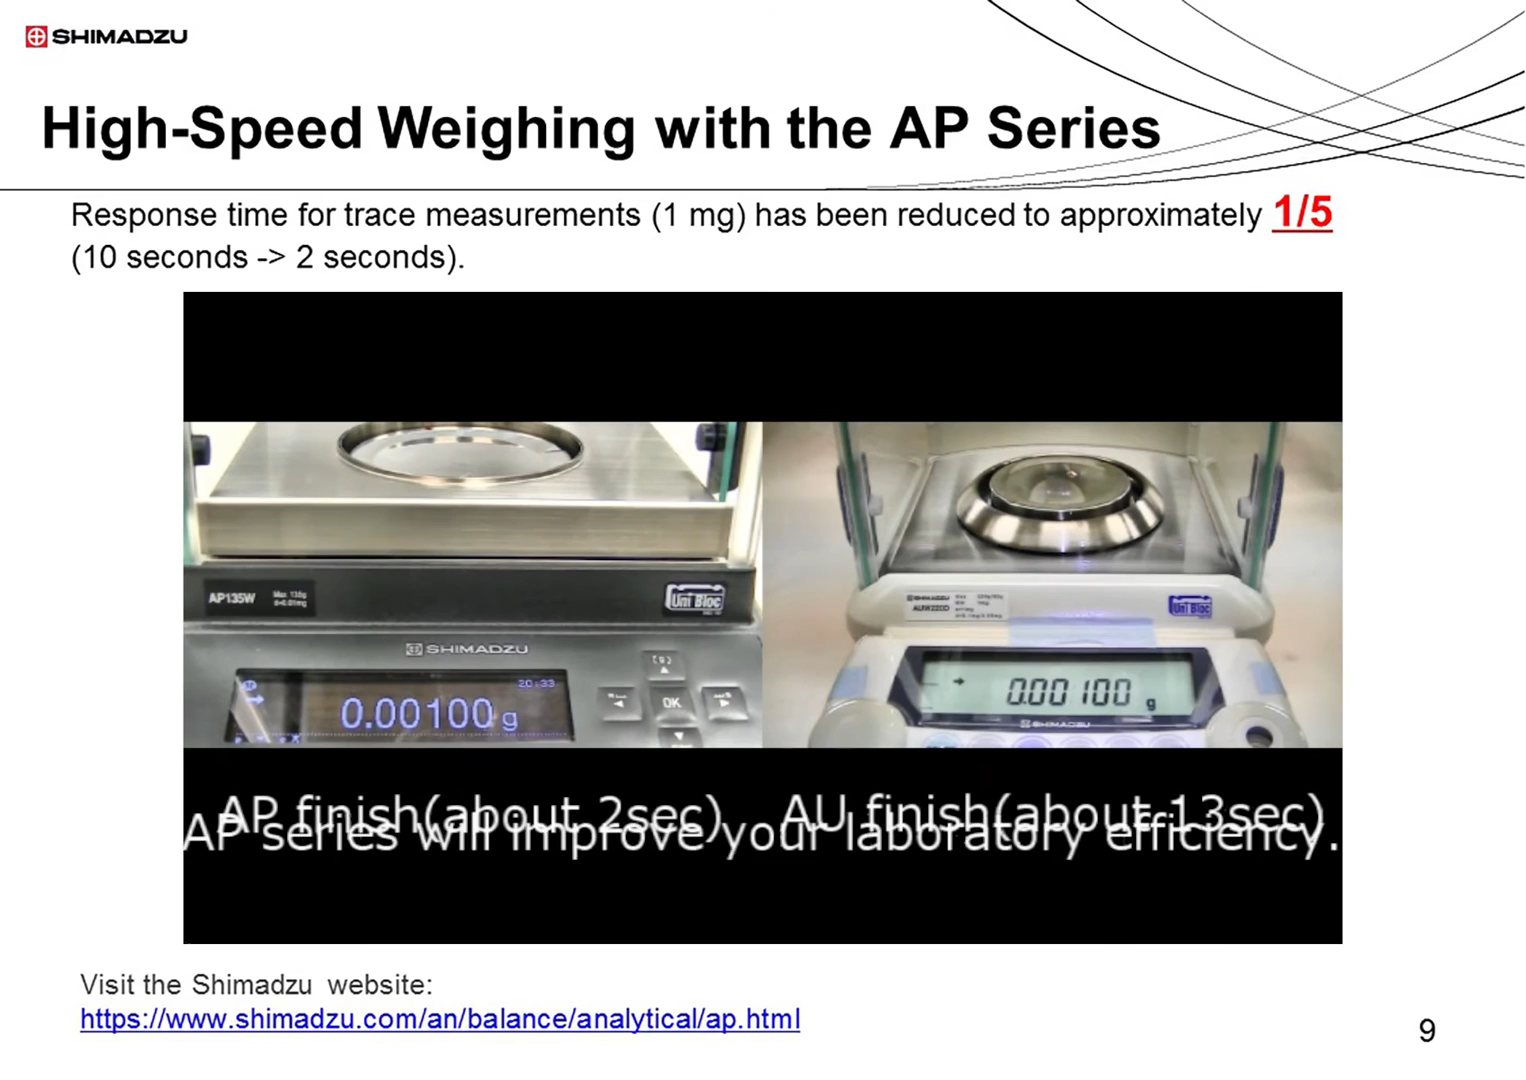 SHIMADZU
High-Speed Weighing with the AP Series
Response time for trace measurements (1 mg) has been reduced to approximately 1/5
(10 seconds -> 2 seconds).
AP135W
Uni Bloc
SHIMADZU
20:33
0.00100 g
OK
SHIMADZU
AUW220D
Uni Bloc
0.00100 g
SHIMADZU
AP finish(about 2sec)
AU finish(about 13sec)
AP series will improve your laboratory efficiency.
Visit the Shimadzu website:
https://www.shimadzu.com/an/balance/analytical/ap.html
9